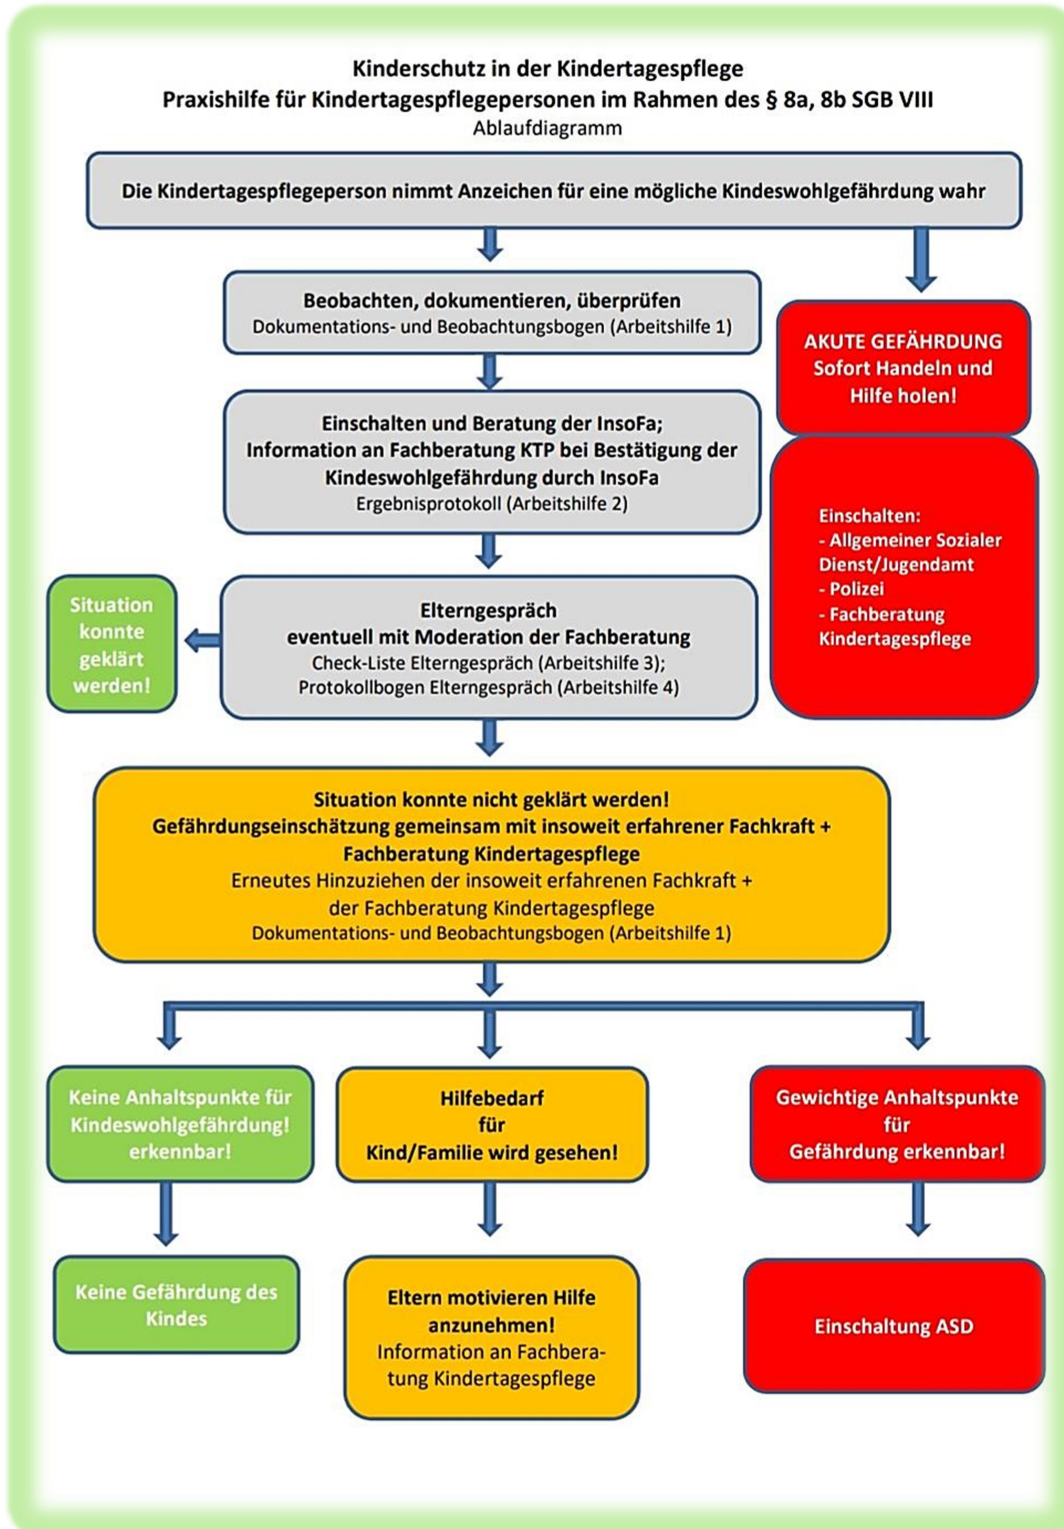 Kinderschutz in der Kindertagespflege
Praxishilfe für Kindertagespflegepersonen im Rahmen des § 8a, 8b SGB VIII
Ablaufdiagramm
Die Kindertagespflegeperson nimmt Anzeichen für eine mögliche Kindeswohlgefährdung wahr
Beobachten, dokumentieren, überprüfen
Dokumentations- und Beobachtungsbogen (Arbeitshilfe 1)
AKUTE GEFÄHRDUNG
Sofort Handeln und
Hilfe holen!
Einschalten und Beratung der InsoFa;
Information an Fachberatung KTP bei Bestätigung der
Kindeswohlgefährdung durch InsoFa
Ergebnisprotokoll (Arbeitshilfe 2)
Einschalten:
- Allgemeiner Sozialer
Dienst/Jugendamt
- Polizei
- Fachberatung
Kindertagespflege
Situation
konnte
geklärt
werden!
Elterngespräch
eventuell mit Moderation der Fachberatung
Check-Liste Elterngespräch (Arbeitshilfe 3);
Protokollbogen Elterngespräch (Arbeitshilfe 4)
Situation konnte nicht geklärt werden!
Gefährdungseinschätzung gemeinsam mit insoweit erfahrener Fachkraft +
Fachberatung Kindertagespflege
Erneutes Hinzuziehen der insoweit erfahrenen Fachkraft +
der Fachberatung Kindertagespflege
Dokumentations- und Beobachtungsbogen (Arbeitshilfe 1)
Keine Anhaltspunkte für
Kindeswohlgefährdung!
erkennbar!
Hilfebedarf
für
Kind/Familie wird gesehen!
Gewichtige Anhaltspunkte
für
Gefährdung erkennbar!
Keine Gefährdung des
Kindes
Eltern motivieren Hilfe
anzunehmen!
Information an Fachbera-
tung Kindertagespflege
Einschaltung ASD